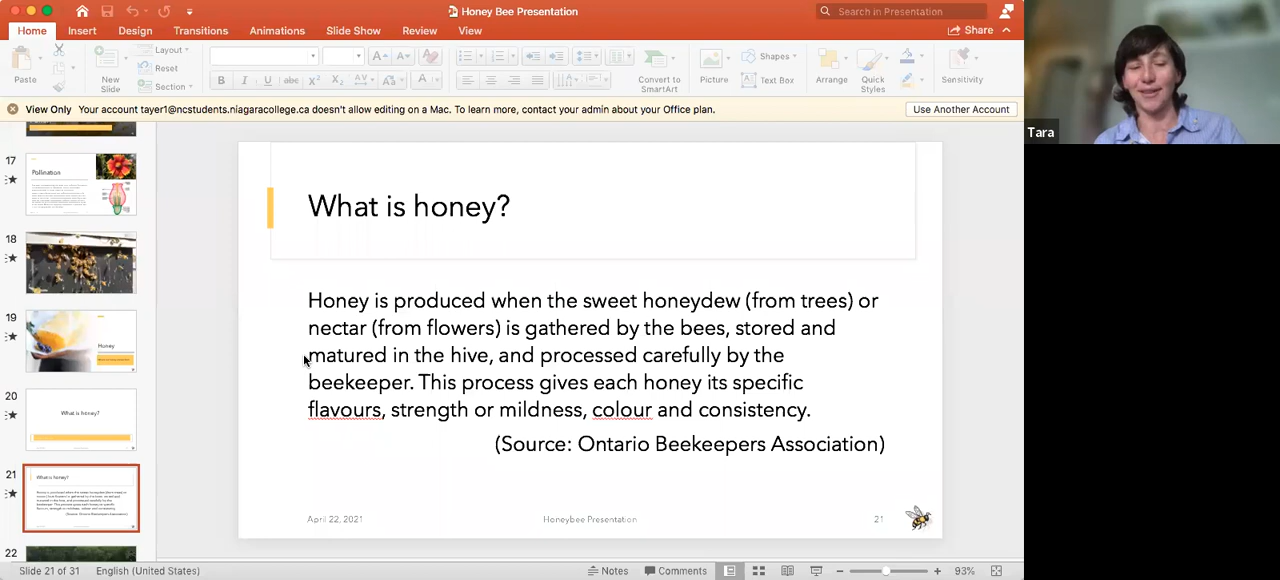 Honey Bee Presentation
Search in Presentation
Home Insert Design Transitions Animations Slide Show Review View
Share
Paste
New Slide
Layout
Reset
Section
B I U abc X² X₂ AV Aa A
Convert to SmartArt
Picture
Shapes
Text Box
Arrange
Quick Styles
Sensitivity
View Only Your account tayer1@ncstudents.niagaracollege.ca doesn't allow editing on a Mac. To learn more, contact your admin about your Office plan.
Use Another Account
Tara
17
Pollination
18
19
Honey
20
What is honey?
21
What is honey?
22
What is honey?
Honey is produced when the sweet honeydew (from trees) or
nectar (from flowers) is gathered by the bees, stored and
matured in the hive, and processed carefully by the
beekeeper. This process gives each honey its specific
flavours, strength or mildness, colour and consistency.
(Source: Ontario Beekeepers Association)
April 22, 2021 Honeybee Presentation 21
Slide 21 of 31 English (United States) Notes Comments 93%